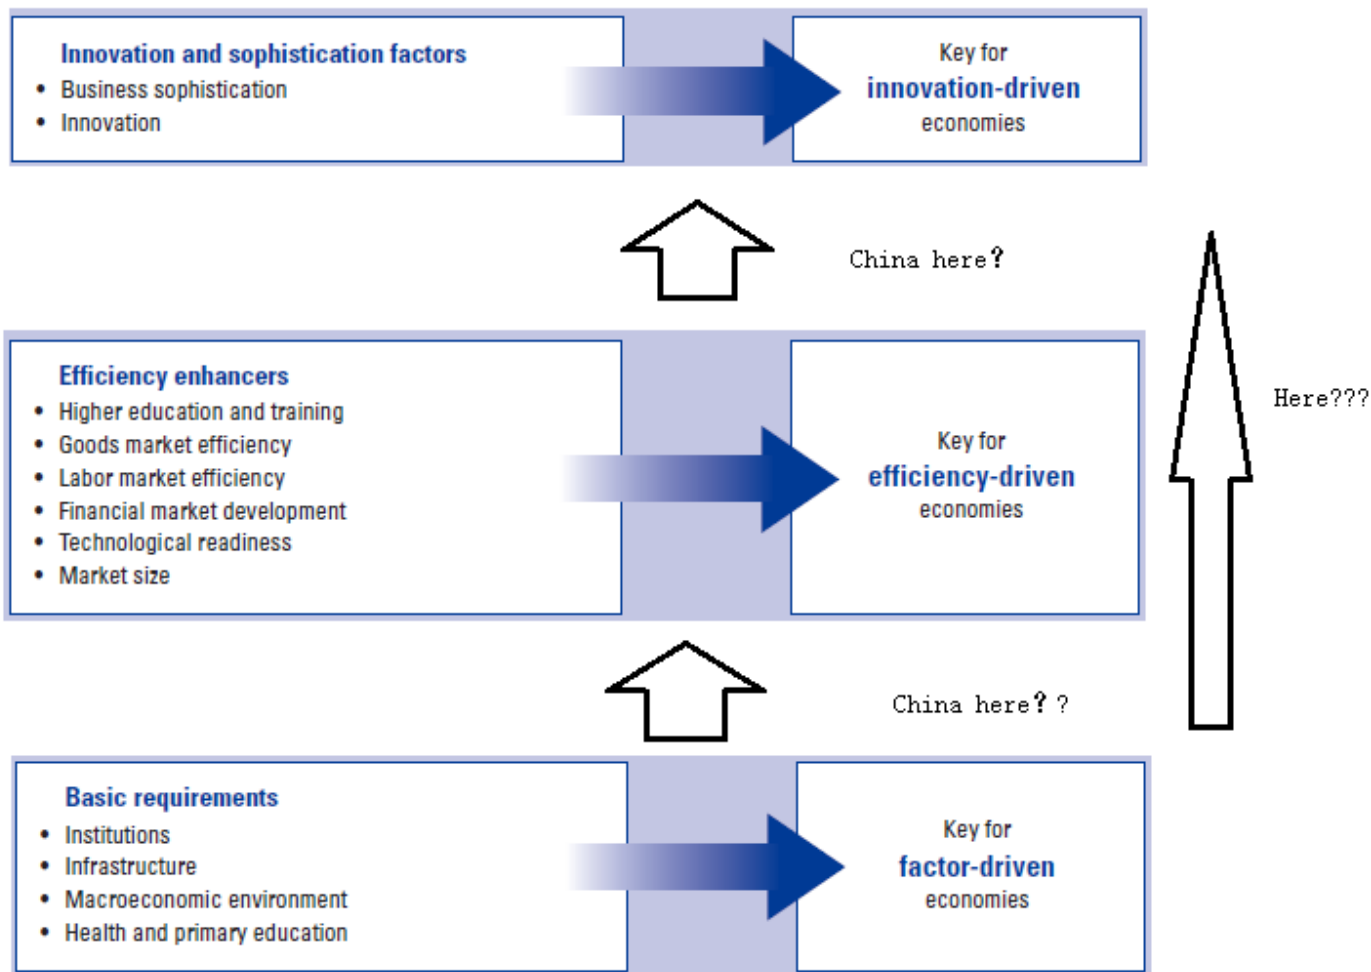 Innovation and sophistication factors
• Business sophistication
• Innovation
Key for
innovation-driven
economies
China here?
Efficiency enhancers
• Higher education and training
• Goods market efficiency
• Labor market efficiency
• Financial market development
• Technological readiness
• Market size
Key for
efficiency-driven
economies
Here???
China here? ?
Basic requirements
• Institutions
• Infrastructure
• Macroeconomic environment
• Health and primary education
Key for
factor-driven
economies